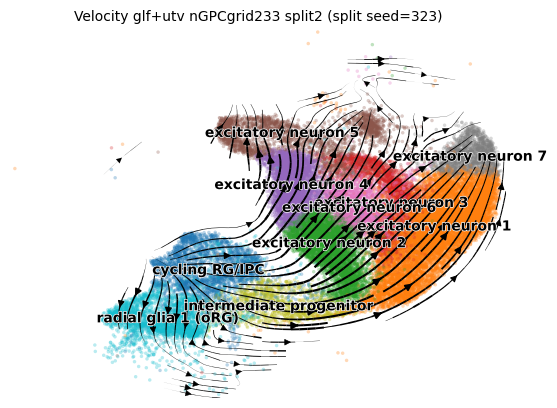 Velocity glf+utv nGPCgrid233 split2 (split seed=323)
excitatory neuron 5
excitatory neuron 7
excitatory neuron 4
excitatory neuron 3
excitatory neuron 6
excitatory neuron 1
excitatory neuron 2
cycling RG/IPC
intermediate progenitor
radial glia 1 (oRG)